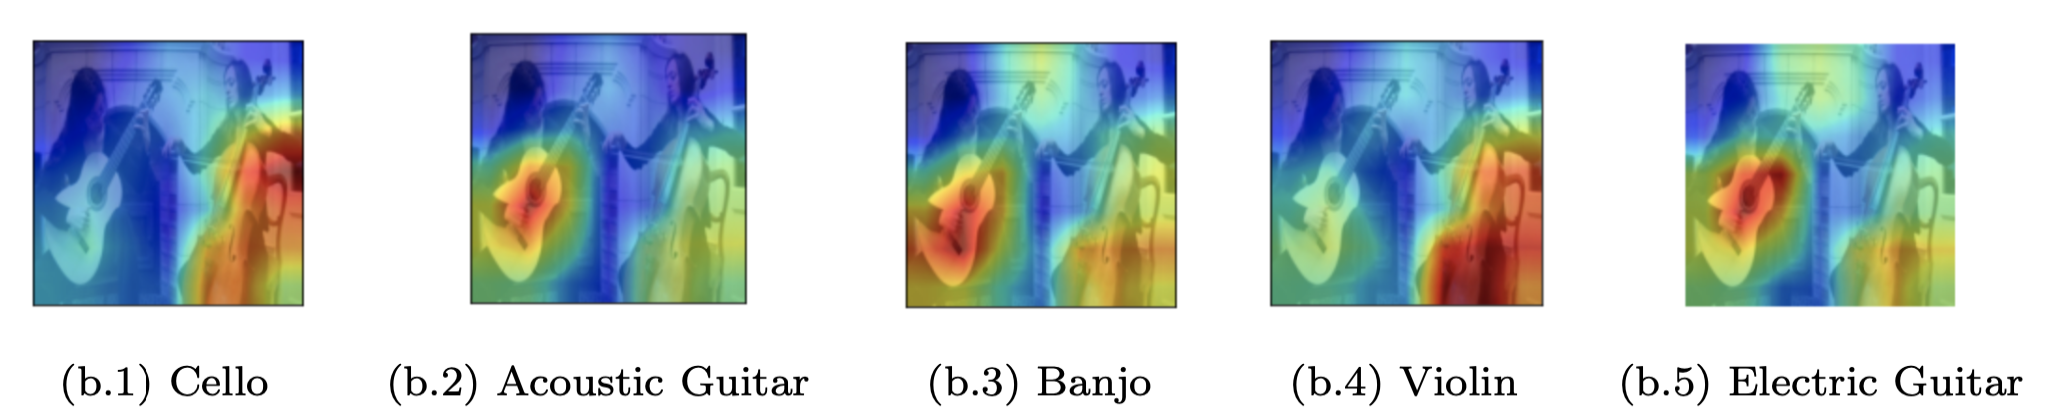 (b.1) Cello
(b.2) Acoustic Guitar
(b.3) Banjo
(b.4) Violin
(b.5) Electric Guitar